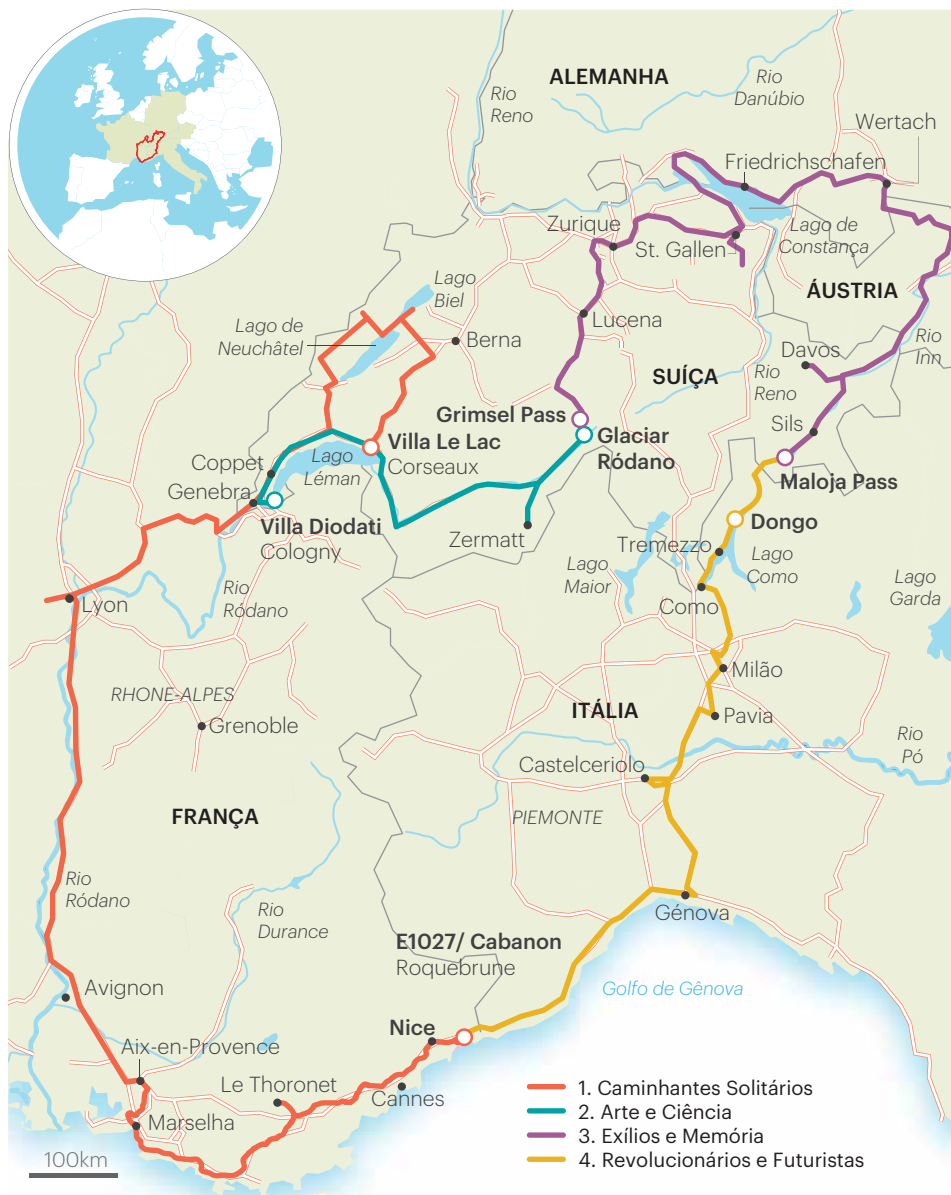 ALEMANHA
Rio
Reno
Rio
Danúbio
Wertach
Friedrichschafen
Zurique
St. Gallen
Lago de
Constança
ÁUSTRIA
Lago
Biel
Lago de
Neuchâtel
Berna
Lucena
Davos
Rio
Inn
SUÍÇA
Rio
Reno
Grimsel Pass
Sils
Villa Le Lac
Corseaux
Glaciar
Ródano
Coppet
Lago
Léman
Genebra
Maloja Pass
Villa Diodati
Cologny
Zermatt
Dongo
Tremezzo
Lago
Maior
Lago
Como
Lago
Garda
Rio
Ródano
Lyon
Como
Milão
RHONE-ALPES
Grenoble
ITÁLIA
Pavia
Rio
Pó
Castelceriolo
FRANÇA
PIEMONTE
Rio
Ródano
Rio
Durance
Génova
E1027/ Cabanon
Roquebrune
Golfo de Gênova
Avignon
Nice
Aix-en-Provence
Le Thoronet
Cannes
Marselha
100km
1. Caminhantes Solitários
2. Arte e Ciência
3. Exílios e Memória
4. Revolucionários e Futuristas